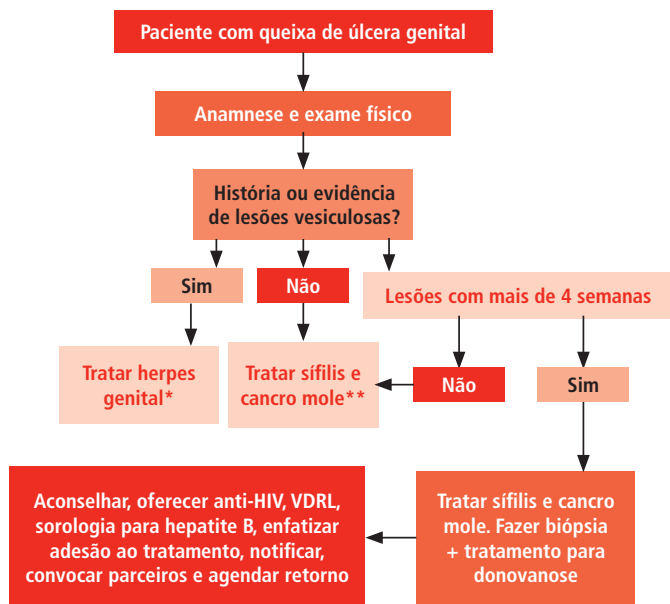 Paciente com queixa de úlcera genital
Anamnese e exame físico
História ou evidência
de lesões vesiculosas?
Sim
Não
Lesões com mais de 4 semanas
Tratar herpes
genital*
Tratar sífilis e
cancro mole**
Não
Sim
Aconselhar, oferecer anti-HIV, VDRL,
sorologia para hepatite B, enfatizar
adesão ao tratamento, notificar,
convocar parceiros e agendar retorno
Tratar sífilis e cancro
mole. Fazer biópsia
+ tratamento para
donovanose